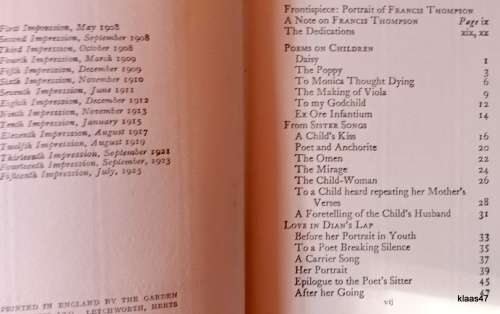 First Impression, May 1908
Second Impression, September 1908
Third Impression, October 1908
Fourth Impression, March 1909
Fifth Impression, December 1909
Sixth Impression, November 1910
Seventh Impression, June 1911
Eighth Impression, December 1912
Ninth Impression, November 1913
Tenth Impression, January 1915
Eleventh Impression, August 1917
Twelfth Impression, August 1919
Thirteenth Impression, September 1921
Fourteenth Impression, September, 1923
Fifteenth Impression, July, 1925
PRINTED IN ENGLAND BY THE GARDEN
LETCHWORTH, HERTS
Frontispiece: Portrait of FRANCIS THOMPSON
A Note on FRANCIS THOMPSON Page ix
The Dedications xix, xx
POEMS ON CHILDREN
Daisy 1
The Poppy 3
To Monica Thought Dying 6
The Making of Viola 9
To my Godchild 12
Ex Ore Infantium 14
From SISTER SONGS
A Child's Kiss 16
Poet and Anchorite 20
The Omen 22
The Mirage 24
The Child-Woman 26
To a Child heard repeating her Mother's
Verses 28
A Foretelling of the Child's Husband 31
LOVE IN DIAN'S LAP
Before her Portrait in Youth 33
To a Poet Breaking Silence 35
A Carrier Song 37
Her Portrait 39
Epilogue to the Poet's Sitter 45
After her Going 47
vij
klaas47